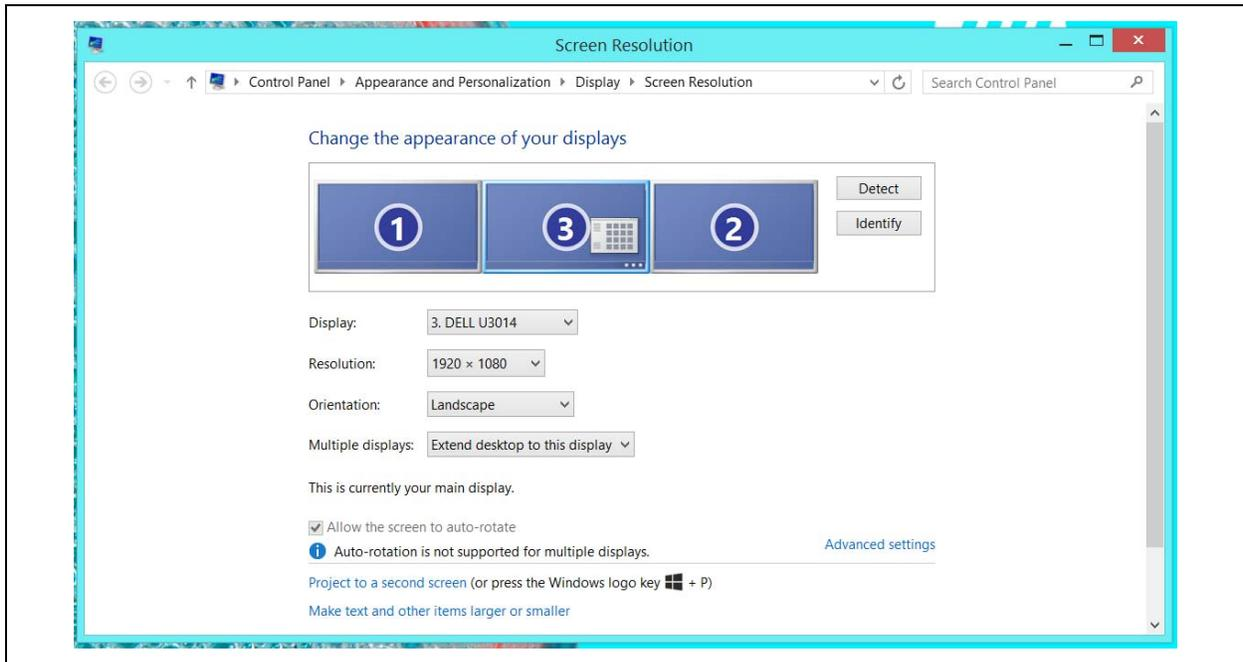 Screen Resolution
Control Panel Appearance and Personalization Display Screen Resolution
Search Control Panel
Change the appearance of your displays
1 3 2
Detect
Identify
Display: 3. DELL U3014
Resolution: 1920 × 1080
Orientation: Landscape
Multiple displays: Extend desktop to this display
This is currently your main display.
Allow the screen to auto-rotate
Auto-rotation is not supported for multiple displays.
Advanced settings
Project to a second screen (or press the Windows logo key + P)
Make text and other items larger or smaller